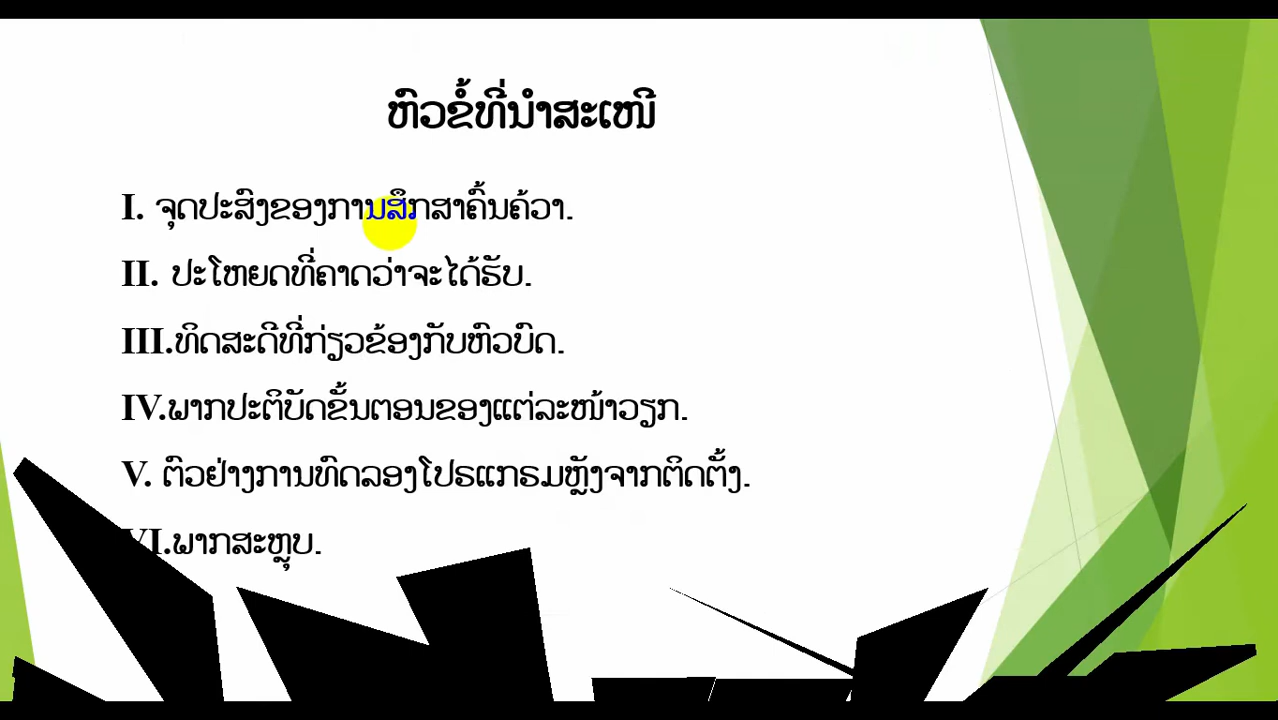 ຫົວຂໍ້ທີ່ນຳສະເໜີ
I. ຈຸດປະສົງຂອງການສຶກສາຄົ້ນຄ້ວາ.
II. ປະໂຫຍດທີ່ຄາດວ່າຈະໄດ້ຮັບ.
III.ທິດສະດີທີ່ກ່ຽວຂ້ອງກັບຫົວບົດ.
IV.ພາກປະຕິບັດຂັ້ນຕອນຂອງແຕ່ລະໜ້າວຽກ.
V. ຕົວຢ່າງການທົດລອງໂປຣແກຣມຫຼັງຈາກຕິດຕັ້ງ.
VI.ພາກສະຫຼຸບ.